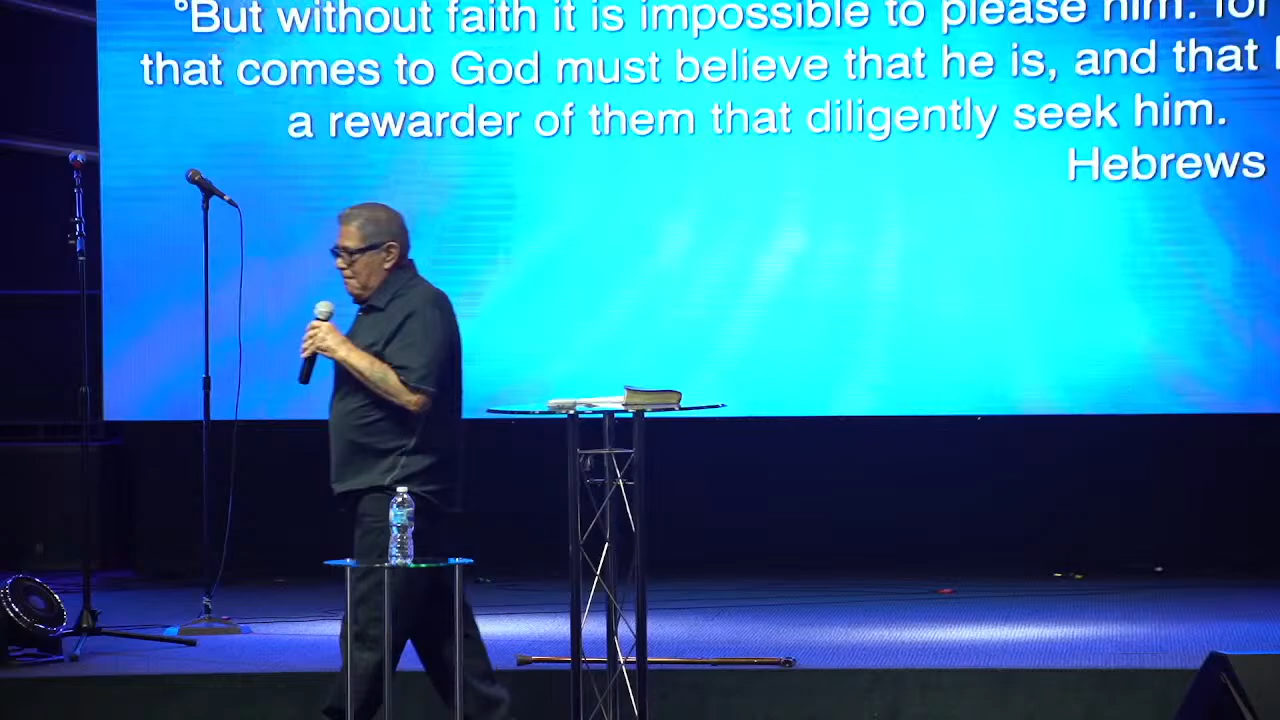 "But without faith it is impossible to please him: for
that comes to God must believe that he is, and that
a rewarder of them that diligently seek him.
Hebrews